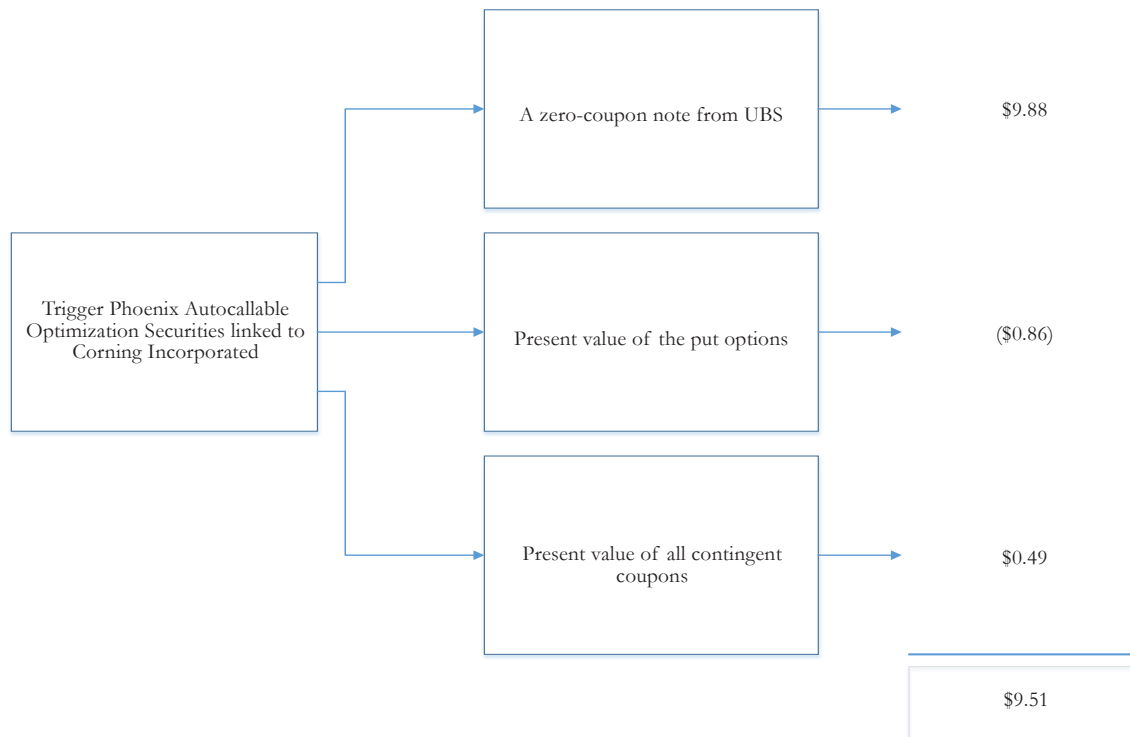 A zero-coupon note from UBS
$9.88
Trigger Phoenix Autocallable
Optimization Securities linked to
Corning Incorporated
Present value of the put options
($0.86)
Present value of all contingent
coupons
$0.49
$9.51